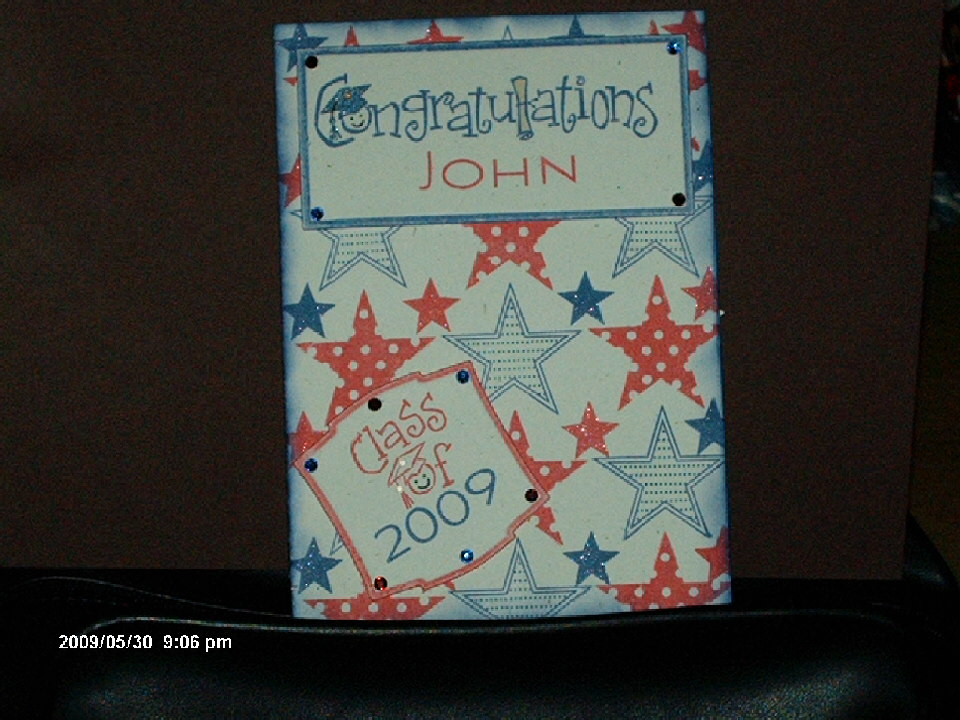 Congratulations
JOHN
Class
of
2009
2009/05/30 9:06 pm